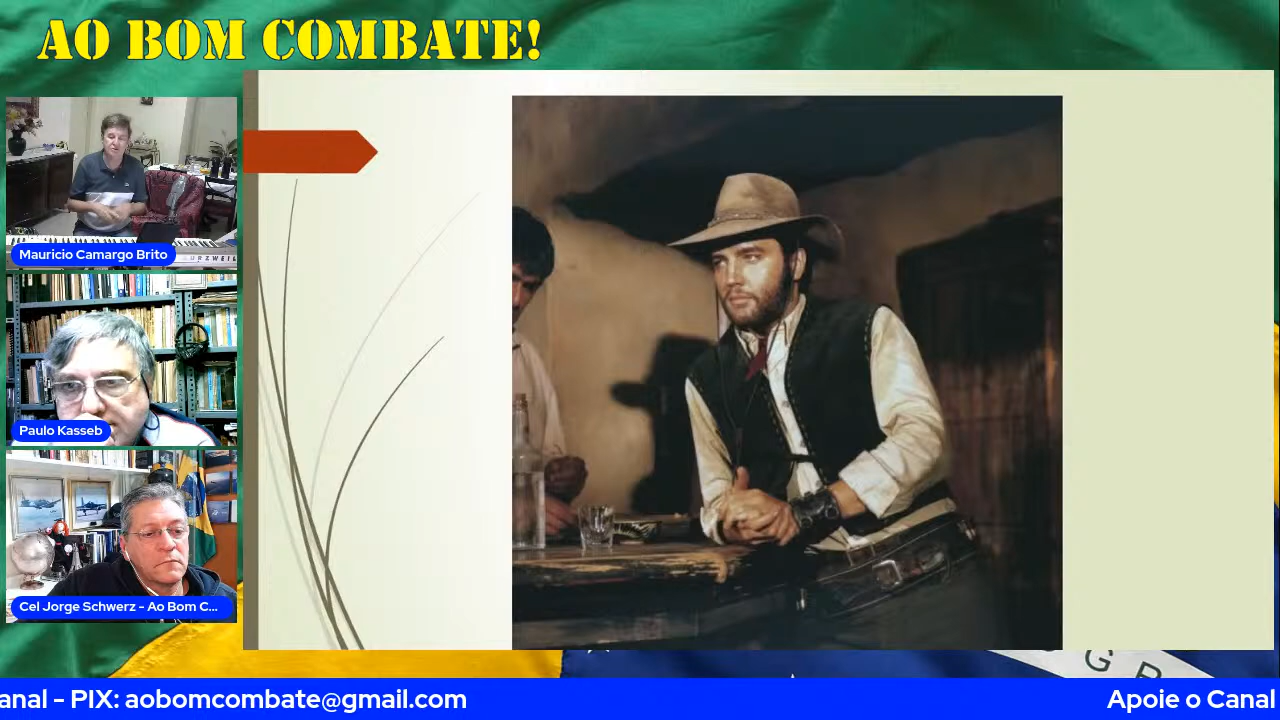 AO BOM COMBATE!
URZWEIL
Mauricio Camargo Brito
Paulo Kasseb
Cel Jorge Schwerz - Ao Bom C...
G R
anal - PIX: aobomcombate@gmail.com
Apoie o Canal